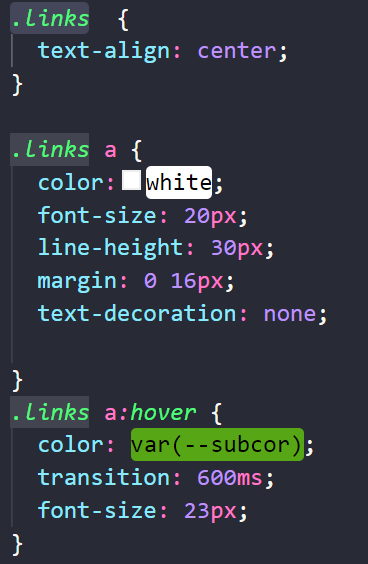 .links  {
  text-align: center;
}

.links a {
  color: white;
  font-size: 20px;
  line-height: 30px;
  margin: 0 16px;
  text-decoration: none;

}
.links a:hover {
  color: var(--subcor);
  transition: 600ms;
  font-size: 23px;
}